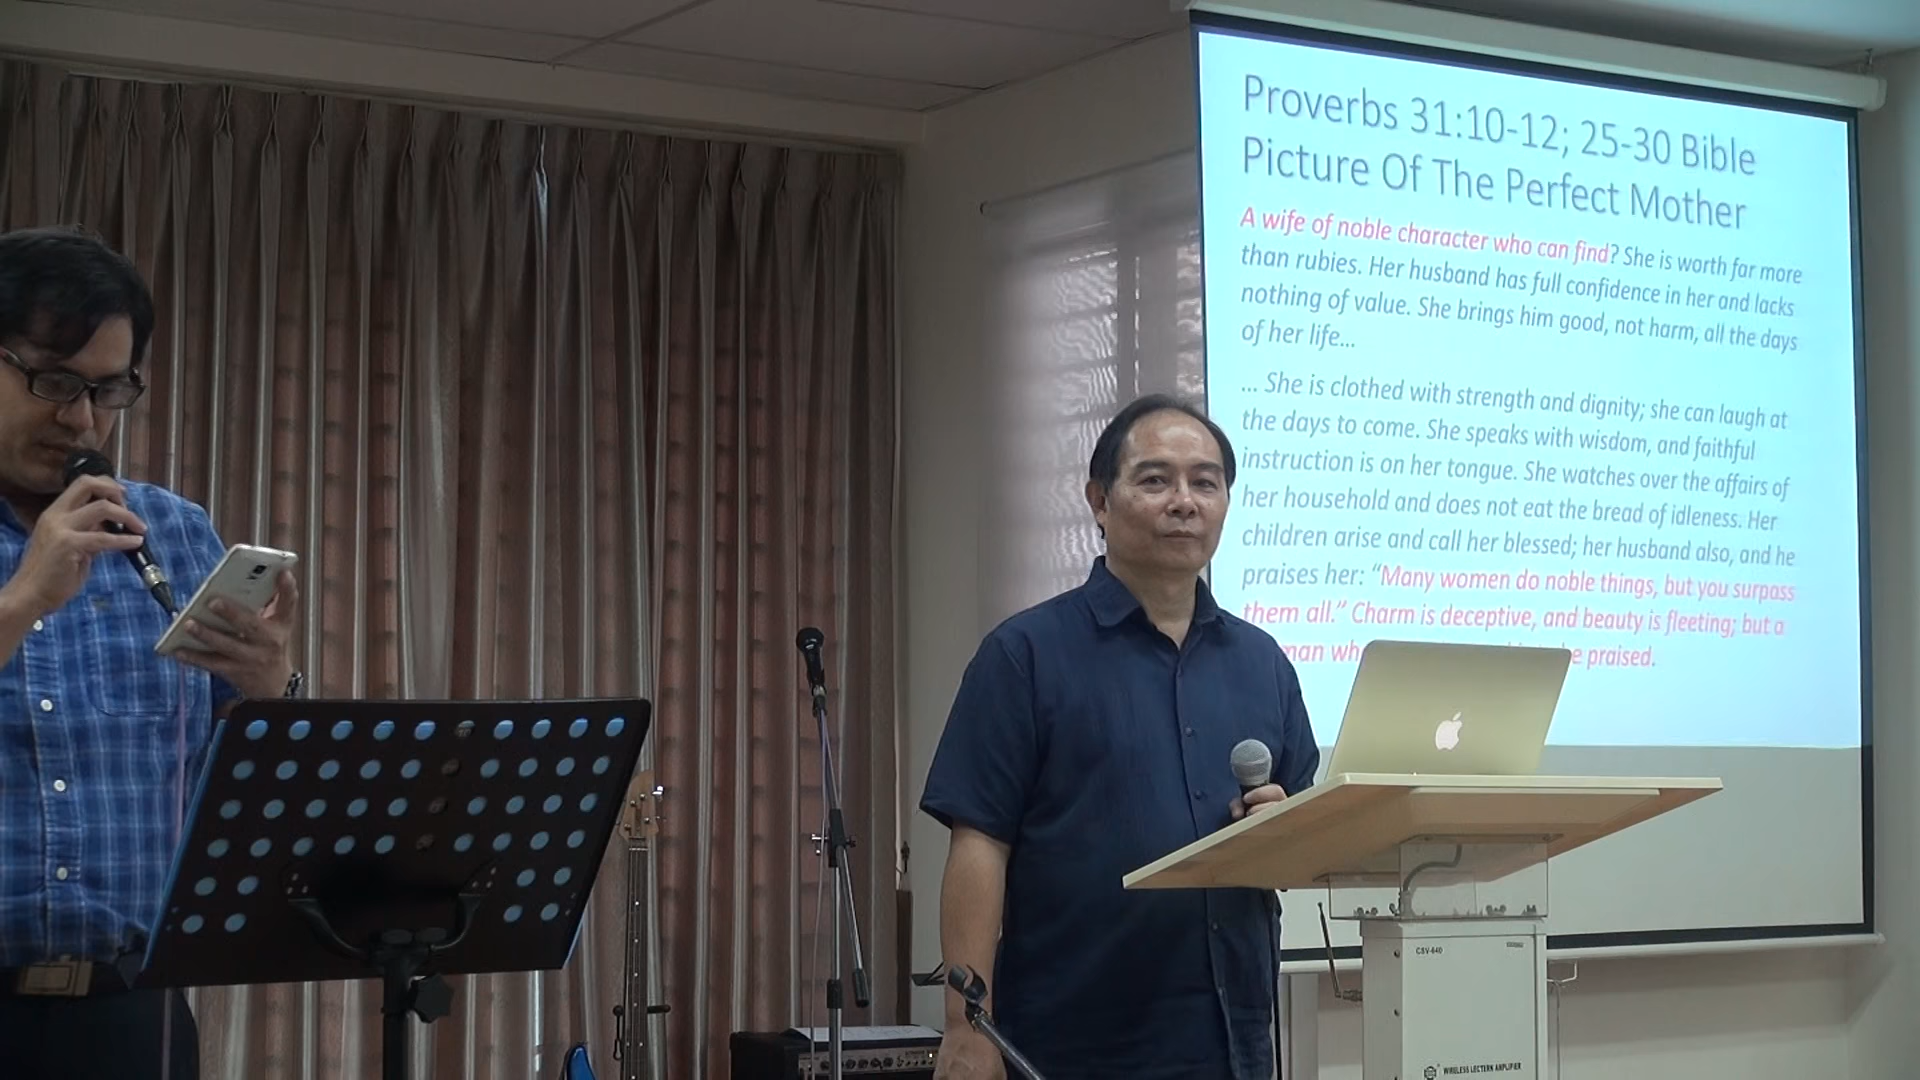 Proverbs 31:10-12; 25-30 Bible
Picture Of The Perfect Mother
A wife of noble character who can find? She is worth far more
than rubies. Her husband has full confidence in her and lacks
nothing of value. She brings him good, not harm, all the days
of her life...
... She is clothed with strength and dignity; she can laugh at
the days to come. She speaks with wisdom, and faithful
instruction is on her tongue. She watches over the affairs of
her household and does not eat the bread of idleness. Her
children arise and call her blessed; her husband also, and he
praises her: “Many women do noble things, but you surpass
them all.” Charm is deceptive, and beauty is fleeting; but a
praised.
CSV-640
WIRELESS LECTERN AMPLIFIER